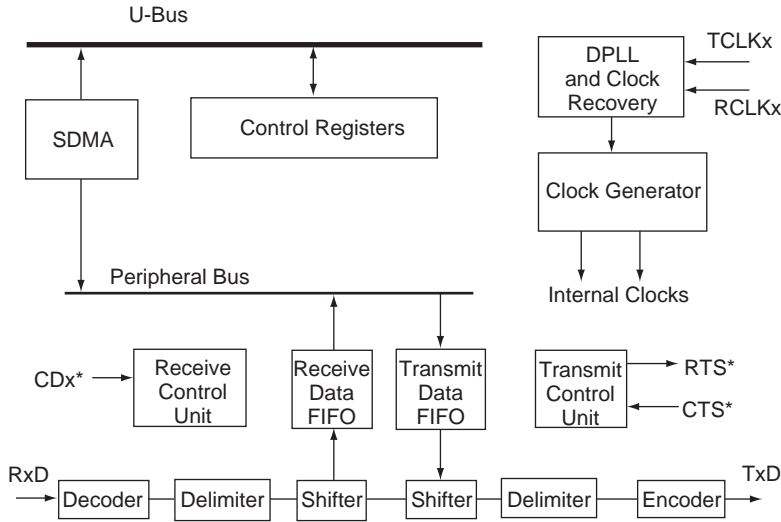 U-Bus
SDMA
Control Registers
DPLL
and Clock
Recovery
TCLKx
RCLKx
Clock Generator
Internal Clocks
Peripheral Bus
CDx*
Receive
Control
Unit
Receive
Data
FIFO
Transmit
Data
FIFO
Transmit
Control
Unit
RTS*
CTS*
RxD
Decoder
Delimiter
Shifter
Shifter
Delimiter
Encoder
TxD